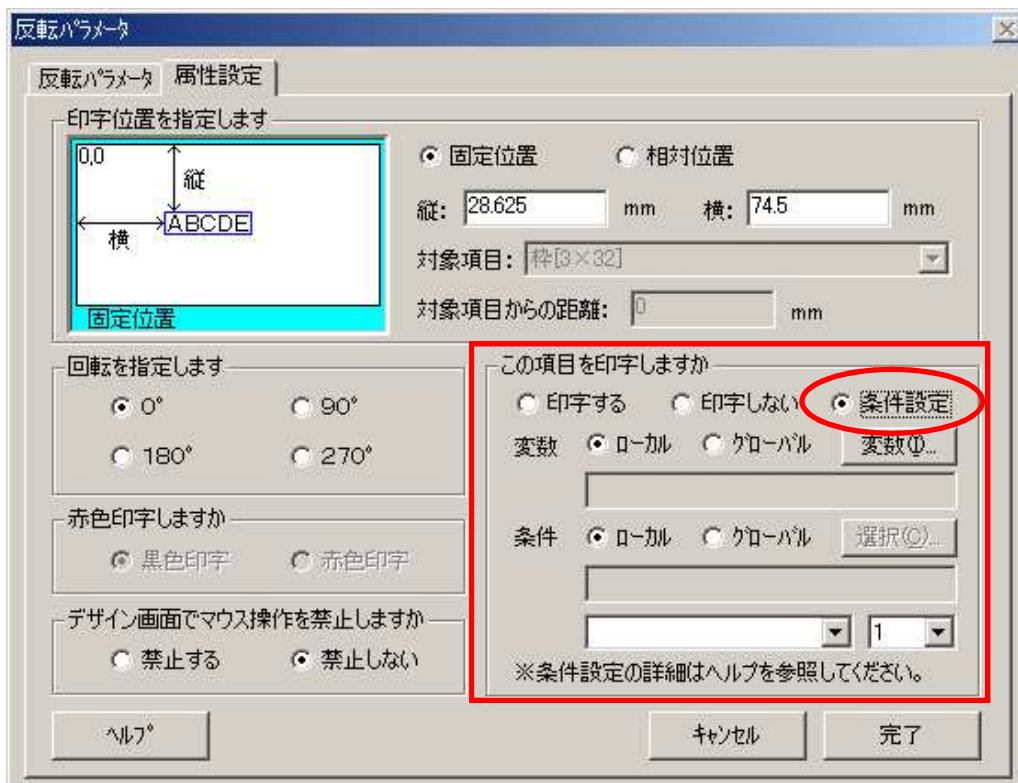 反転ﾊﾟﾗﾒｰﾀ
反転ﾊﾟﾗﾒｰﾀ 属性設定
印字位置を指定します
0,0
縦
横
ABCDE
固定位置
固定位置 相対位置
縦: 28.625 mm 横: 74.5 mm
対象項目: 枠[3×32]
対象項目からの距離: 0 mm
回転を指定します
0° 90°
180° 270°
赤色印字しますか
黒色印字 赤色印字
デザイン画面でマウス操作を禁止しますか
禁止する 禁止しない
この項目を印字しますか
印字する 印字しない 条件設定
変数 ﾛｰｶﾙ ｸﾞﾛｰﾊﾞﾙ 変数(I)...
条件 ﾛｰｶﾙ ｸﾞﾛｰﾊﾞﾙ 選択(C)...
1
※条件設定の詳細はヘルプを参照してください。
ﾍﾙﾌﾟ ｷｬﾝｾﾙ 完了